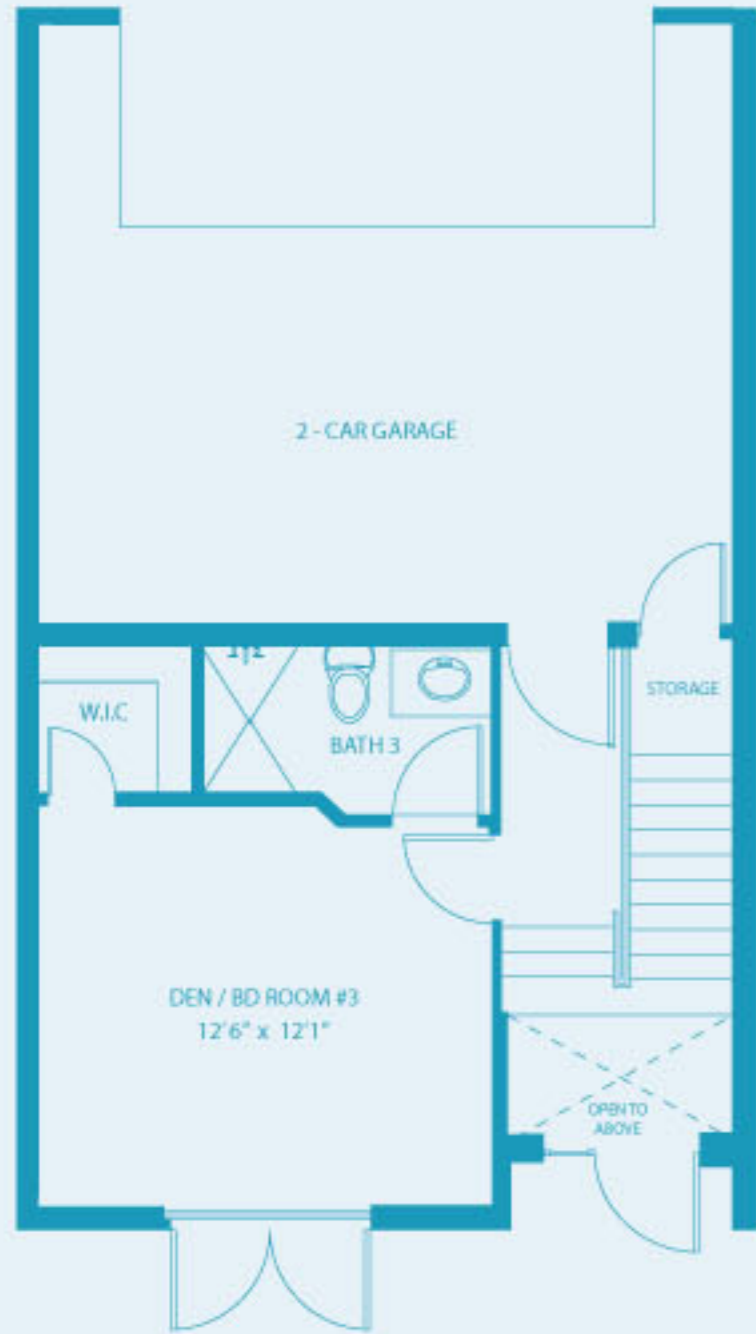 2 - CAR GARAGE
STORAGE
W.I.C
BATH 3
DEN / BD ROOM #3
12'6" x 12'1"
OPEN TO
ABOVE